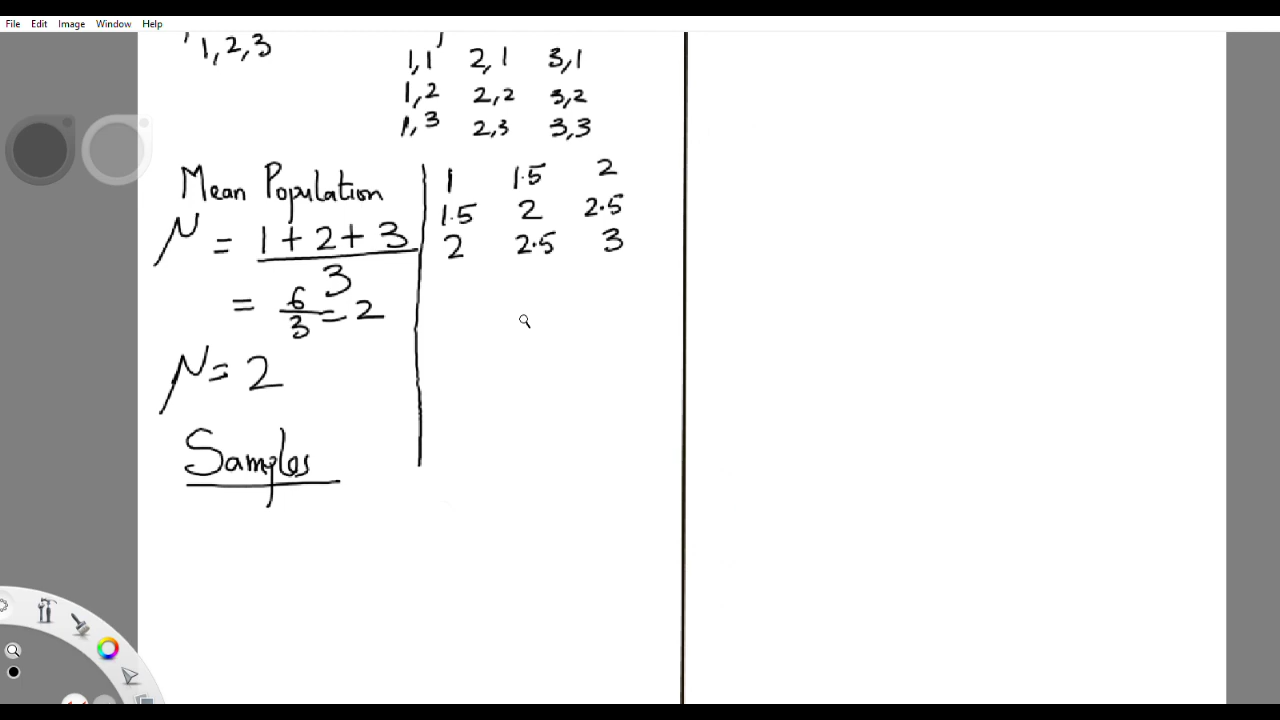 File Edit Image Window Help
1,2,3
1,1 2,1 3,1
1,2 2,2 3,2
1,3 2,3 3,3
Mean Population
μ = 1+2+3
3
= 6/3 = 2
μ = 2
Samples
1 1.5 2
1.5 2 2.5
2 2.5 3